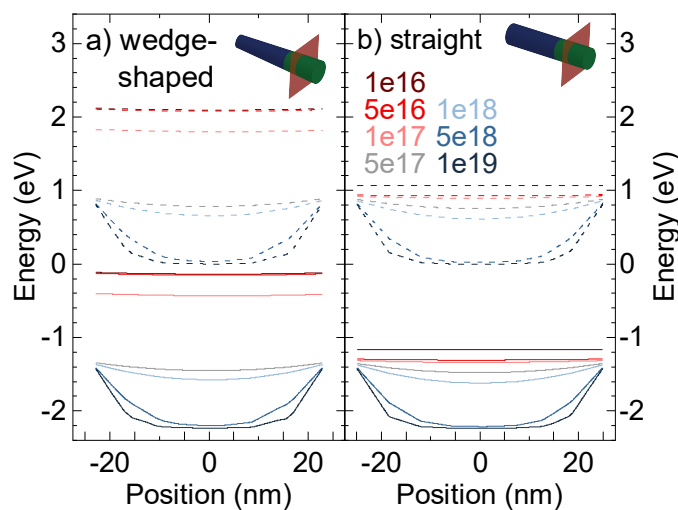 a) wedge-
shaped
b) straight
1e16
5e16 1e18
1e17 5e18
5e17 1e19
Energy (eV)
3
2
1
0
-1
-2
Energy (eV)
3
2
1
0
-1
-2
-20 0 20
-20 0 20
Position (nm)
Position (nm)